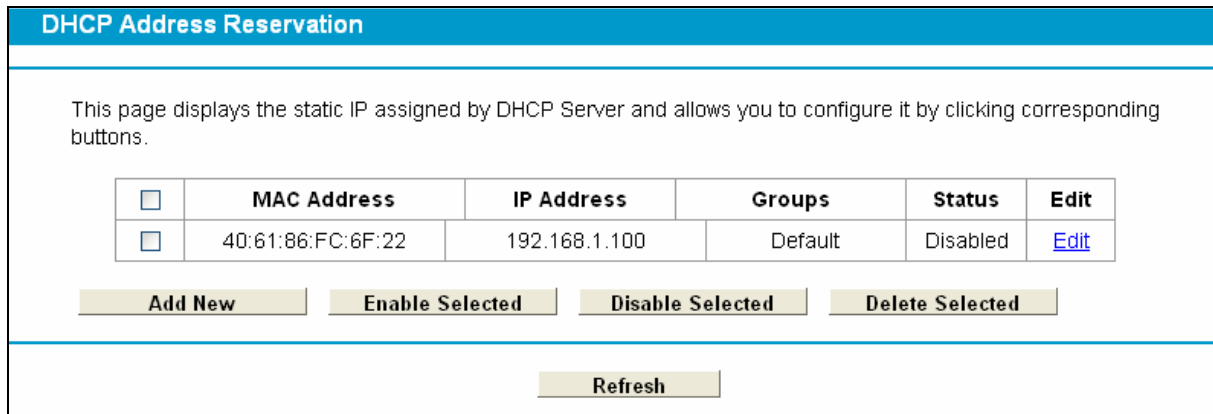 DHCP Address Reservation
This page displays the static IP assigned by DHCP Server and allows you to configure it by clicking corresponding
buttons.
MAC Address IP Address Groups Status Edit
40:61:86:FC:6F:22 192.168.1.100 Default Disabled Edit
Add New Enable Selected Disable Selected Delete Selected
Refresh